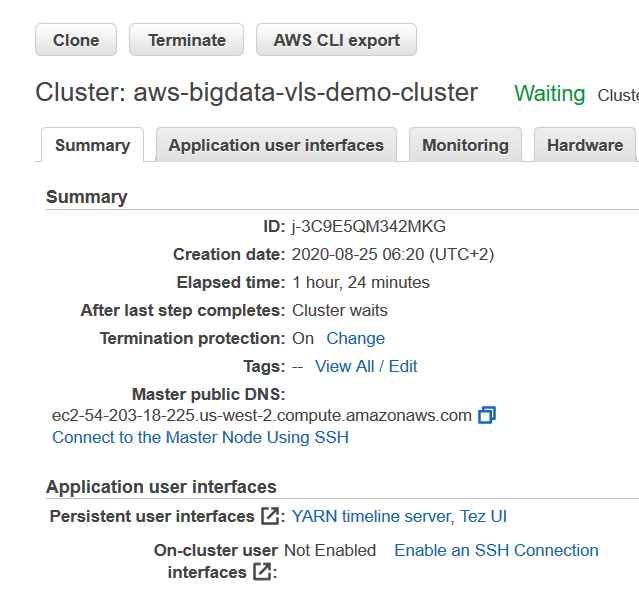 Clone Terminate AWS CLI export
Cluster: aws-bigdata-vls-demo-cluster Waiting Cluste
Summary Application user interfaces Monitoring Hardware
Summary
ID: j-3C9E5QM342MKG
Creation date: 2020-08-25 06:20 (UTC+2)
Elapsed time: 1 hour, 24 minutes
After last step completes: Cluster waits
Termination protection: On Change
Tags: -- View All / Edit
Master public DNS:
ec2-54-203-18-225.us-west-2.compute.amazonaws.com
Connect to the Master Node Using SSH
Application user interfaces
Persistent user interfaces : YARN timeline server, Tez UI
On-cluster user Not Enabled Enable an SSH Connection
interfaces :